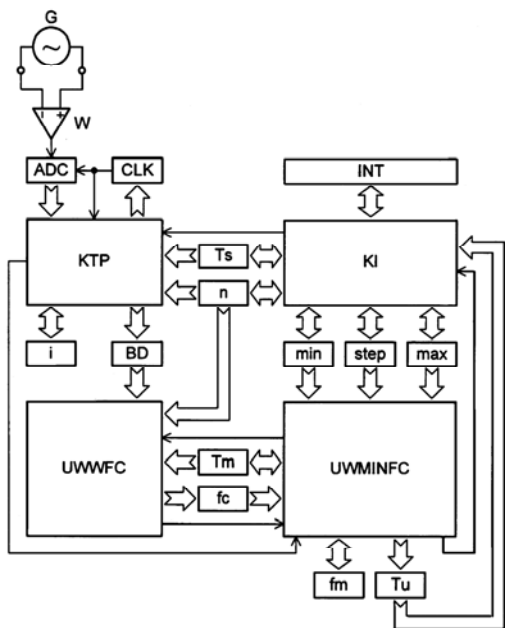 G
~
- +
W
ADC
CLK
INT
KTP
Ts
KI
n
i
BD
min
step
max
UWWFC
Tm
UWMINFC
fc
fm
Tu